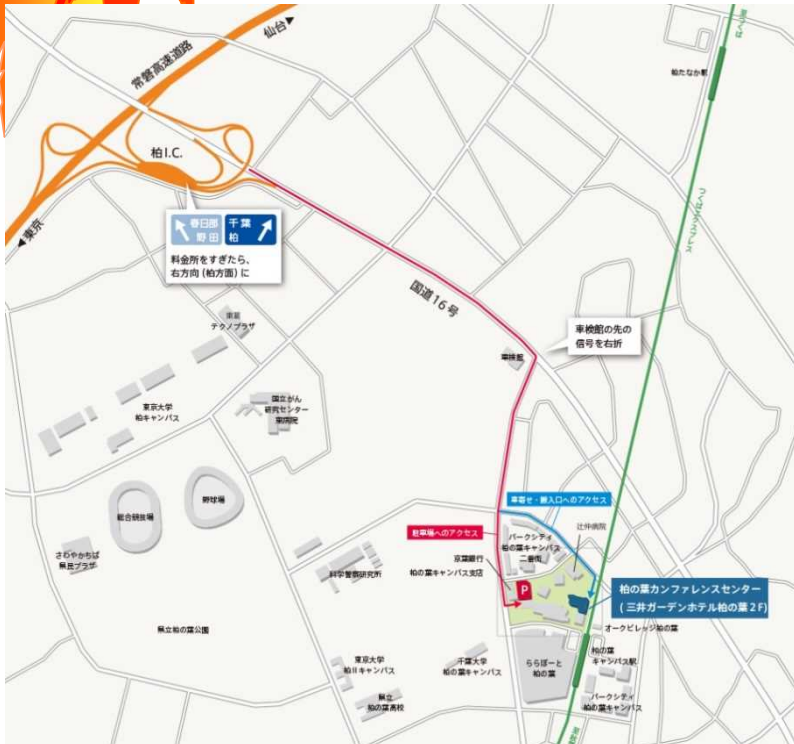 仙台▶
常磐高速道路
柏I.C.
◀東京
春日部
野田
千葉
柏
料金所をすぎたら、
右方向(柏方面)に
柏たなか駅
つくばエクスプレス
国道16号
車検館の先の
信号を右折
車検館
東葛
テクノプラザ
東京大学
柏キャンパス
国立がん
研究センター
東病院
総合競技場
野球場
さわやかちば
県民プラザ
県立柏の葉公園
科学警察研究所
駐車場へのアクセス
車寄せ・館入口へのアクセス
パークシティ
柏の葉キャンパス
二番街
辻仲病院
京葉銀行
柏の葉キャンパス支店
P
柏の葉カンファレンスセンター
(三井ガーデンホテル柏の葉2F)
オークビレッジ柏の葉
柏の葉
キャンパス駅
ららぽーと
柏の葉
パークシティ
柏の葉キャンパス
千葉大学
柏の葉キャンパス
東京大学
柏IIキャンパス
県立
柏の葉高校